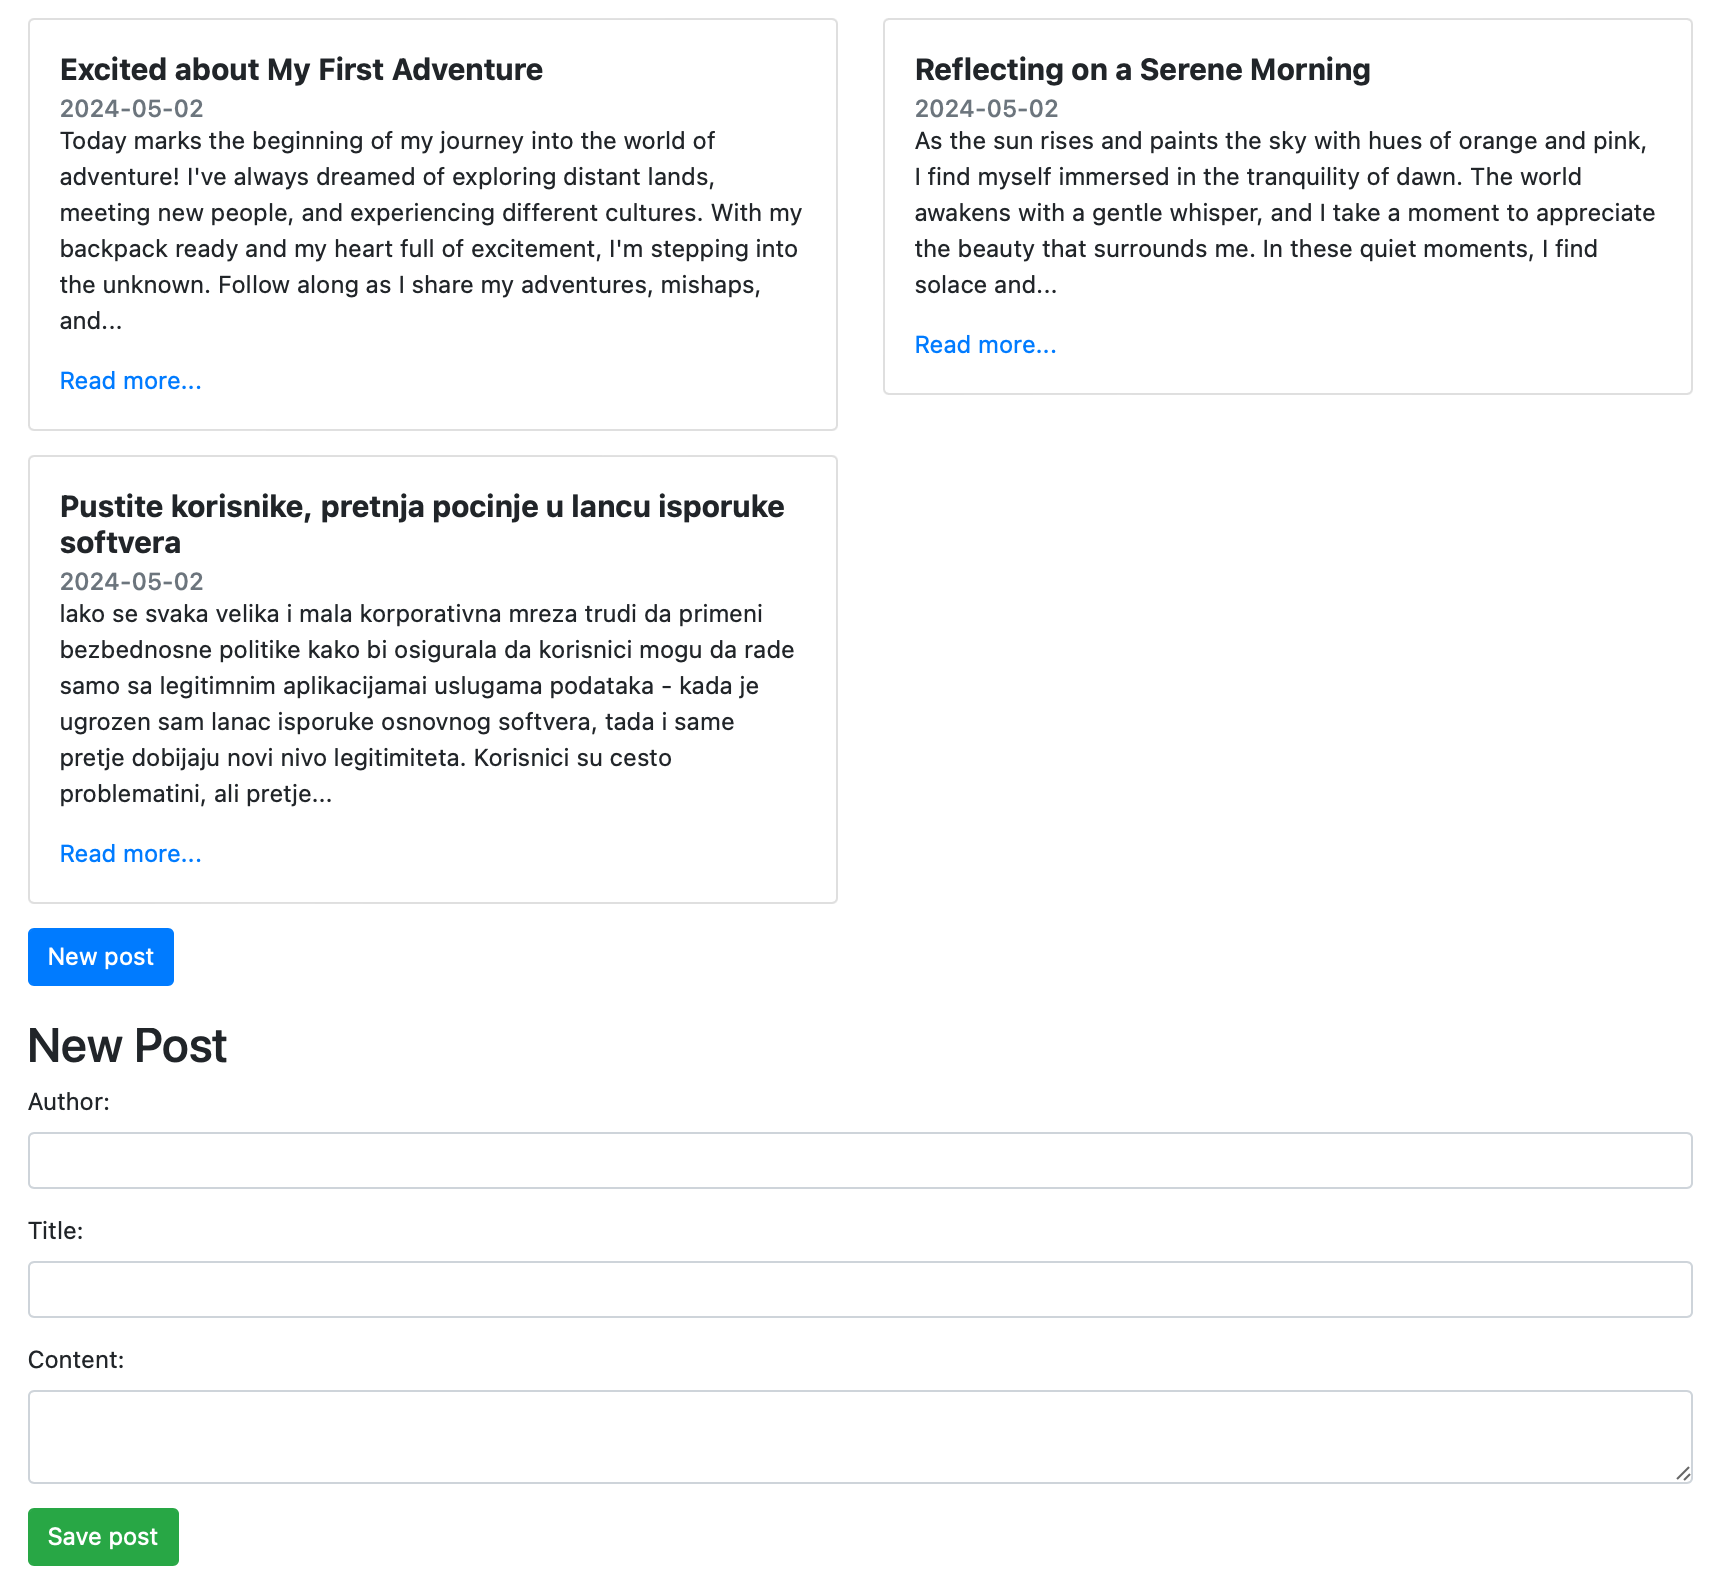 Excited about My First Adventure
2024-05-02
Today marks the beginning of my journey into the world of
adventure! I've always dreamed of exploring distant lands,
meeting new people, and experiencing different cultures. With my
backpack ready and my heart full of excitement, I'm stepping into
the unknown. Follow along as I share my adventures, mishaps,
and...
Read more...
Reflecting on a Serene Morning
2024-05-02
As the sun rises and paints the sky with hues of orange and pink,
I find myself immersed in the tranquility of dawn. The world
awakens with a gentle whisper, and I take a moment to appreciate
the beauty that surrounds me. In these quiet moments, I find
solace and...
Read more...
Pustite korisnike, pretnja pocinje u lancu isporuke
softvera
2024-05-02
lako se svaka velika i mala korporativna mreza trudi da primeni
bezbednosne politike kako bi osigurala da korisnici mogu da rade
samo sa legitimnim aplikacijamai uslugama podataka - kada je
ugrozen sam lanac isporuke osnovnog softvera, tada i same
pretje dobijaju novi nivo legitimiteta. Korisnici su cesto
problematini, ali pretje...
Read more...
New post
New Post
Author:
Title:
Content:
Save post